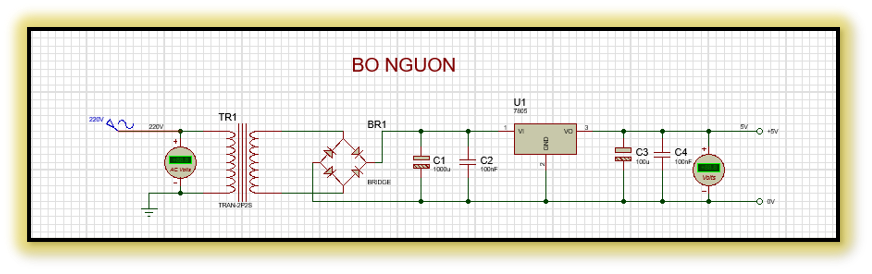 BO NGUON
220V
220V
TR1
TRAN-2P2S
AC Volts
+
-
BR1
BRIDGE
C1
1000u
C2
100nF
U1
7805
1
VI
VO
3
GND
2
C3
100u
C4
100nF
+
Volts
-
5V
+5V
0V